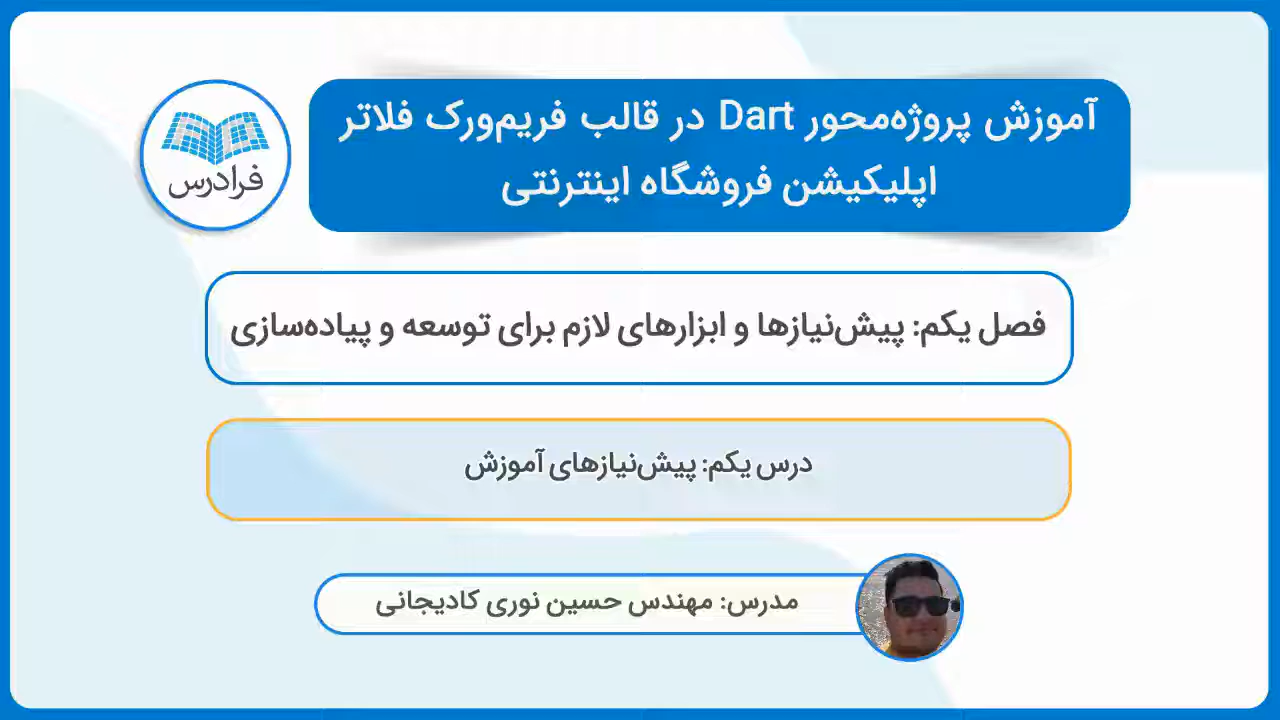 آموزش پروژه‌محور Dart در قالب فریم‌ورک فلاتر
اپلیکیشن فروشگاه اینترنتی
فرادرس
فصل یکم: پیش‌نیازها و ابزارهای لازم برای توسعه و پیاده‌سازی
درس یکم: پیش‌نیازهای آموزش
مدرس: مهندس حسین نوری کادیجانی